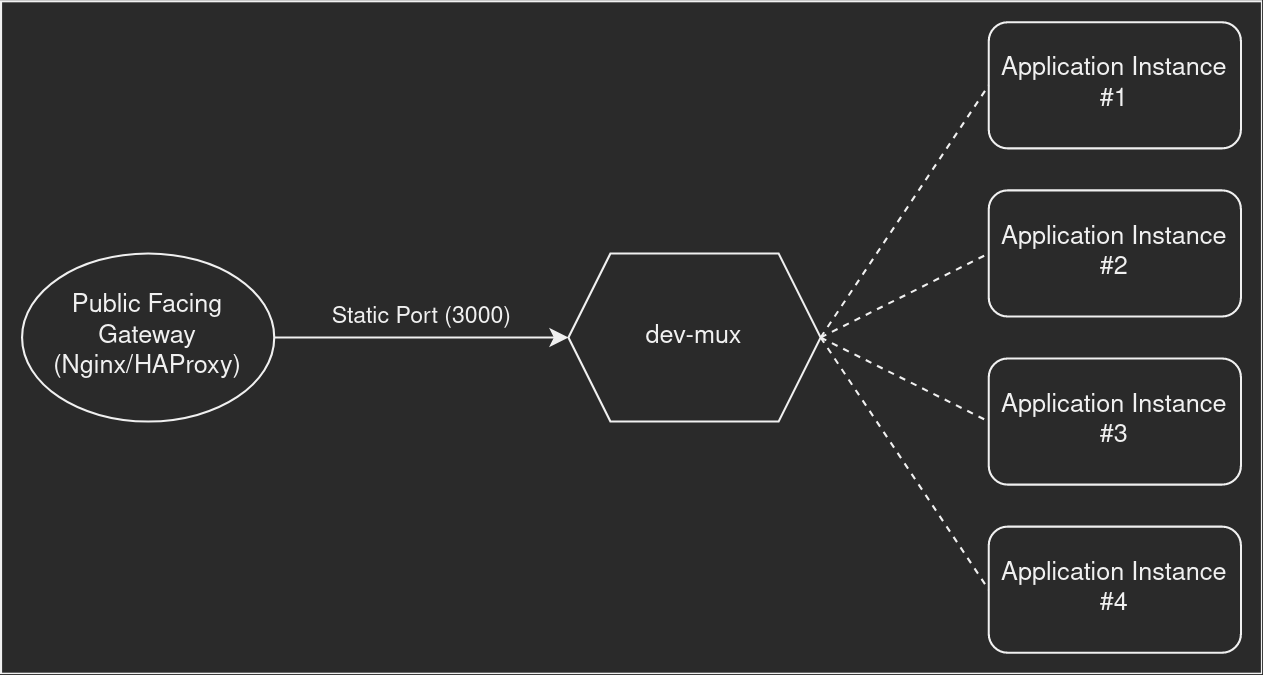 Public Facing
Gateway
(Nginx/HAProxy)
Static Port (3000)
dev-mux
Application Instance
#1
Application Instance
#2
Application Instance
#3
Application Instance
#4